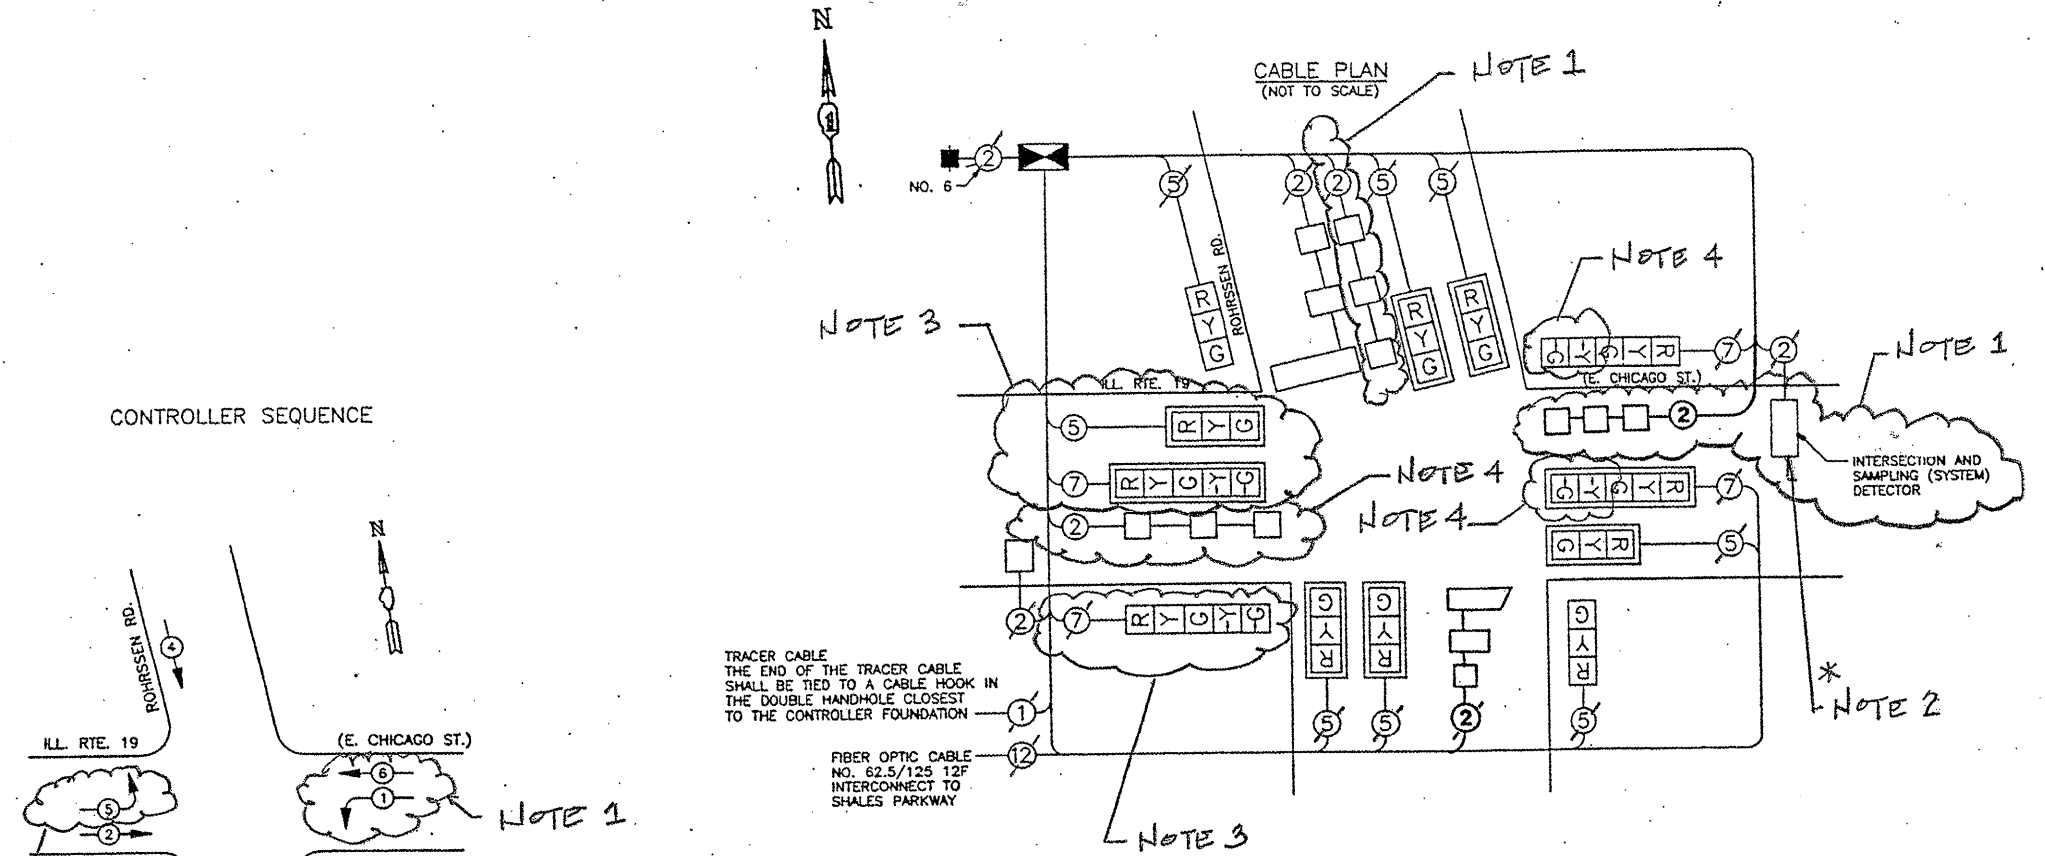 N
CABLE PLAN
(NOT TO SCALE)
NOTE 1
2
NO. 6
5
2
2
5
5
ROHRSSEN RD.
R
Y
G
R
Y
G
R
Y
G
NOTE 4
NOTE 3
G Y G Y R
7
2
NOTE 1
ILL. RTE. 19
(E. CHICAGO ST.)
CONTROLLER SEQUENCE
5
R Y G
2
7
R Y G Y G
NOTE 4
INTERSECTION AND
SAMPLING (SYSTEM)
DETECTOR
G Y G Y R
7
NOTE 4
2
G Y R
5
N
2
7
R Y G Y G
G
Y
R
G
Y
R
G
Y
R
TRACER CABLE
THE END OF THE TRACER CABLE
SHALL BE TIED TO A CABLE HOOK IN
THE DOUBLE HANDHOLE CLOSEST
TO THE CONTROLLER FOUNDATION
1
5
5
2
5
*
NOTE 2
FIBER OPTIC CABLE
NO. 62.5/125 12F
INTERCONNECT TO
SHALES PARKWAY
12
NOTE 3
ROHRSSEN RD.
4
ILL. RTE. 19
(E. CHICAGO ST.)
6
1
5
2
NOTE 1